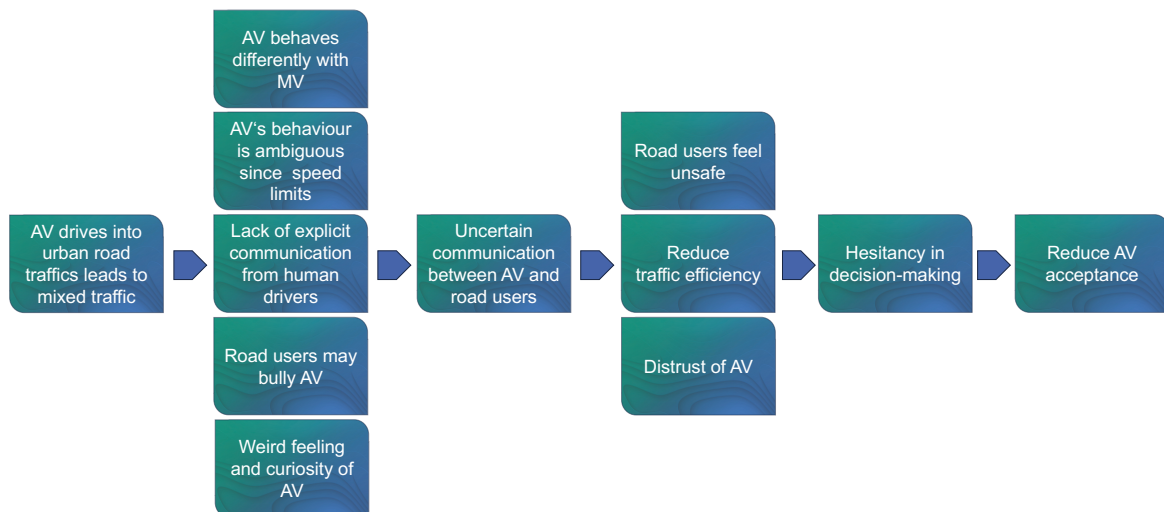 AV drives into
urban road
traffics leads to
mixed traffic
AV behaves
differently with
MV
AV‘s behaviour
is ambiguous
since speed
limits
Lack of explicit
communication
from human
drivers
Road users may
bully AV
Weird feeling
and curiosity of
AV
Uncertain
communication
between AV and
road users
Road users feel
unsafe
Reduce
traffic efficiency
Distrust of AV
Hesitancy in
decision-making
Reduce AV
acceptance